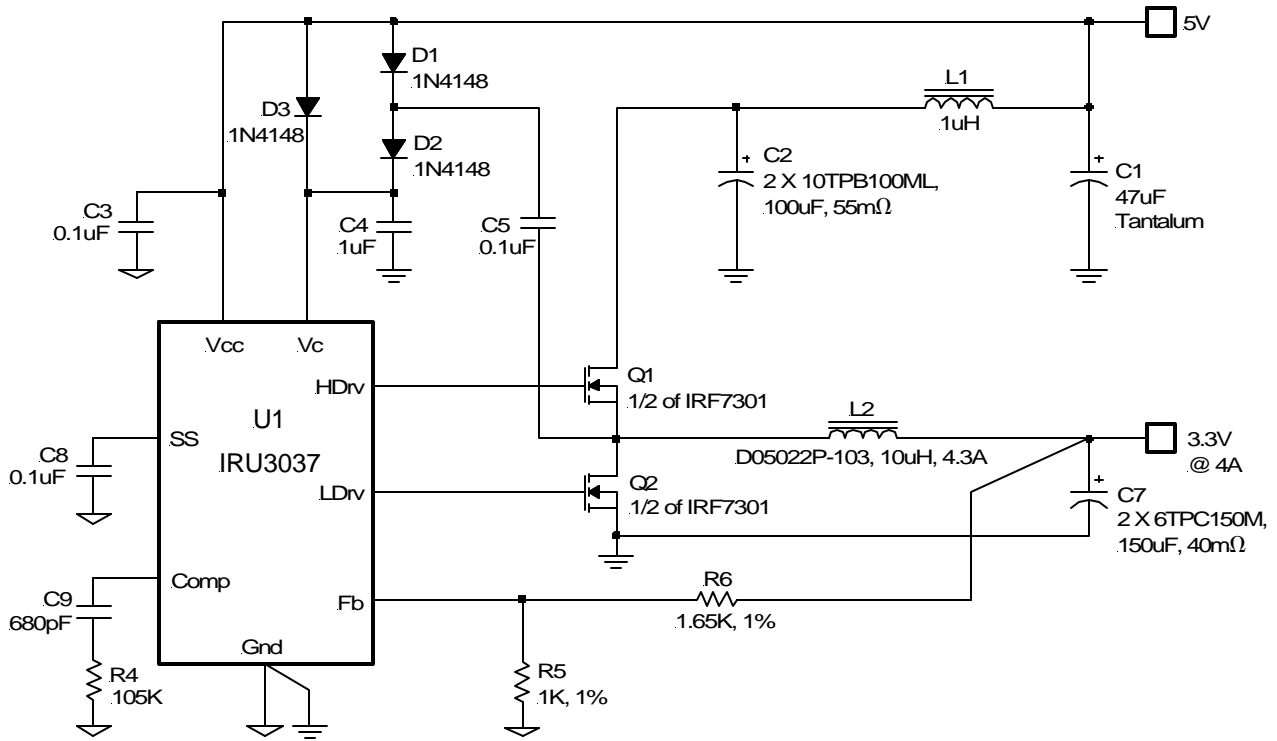 5V
D1
1N4148
L1
1uH
D3
1N4148
D2
1N4148
C2
2 X 10TPB100ML,
100uF, 55mΩ
C1
47uF
Tantalum
C3
0.1uF
C4
1uF
C5
0.1uF
Vcc
Vc
HDrv
Q1
1/2 of IRF7301
U1
IRU3037
L2
D05022P-103, 10uH, 4.3A
3.3V
@ 4A
SS
C8
0.1uF
LDrv
Q2
1/2 of IRF7301
C7
2 X 6TPC150M,
150uF, 40mΩ
Comp
C9
680pF
Fb
R6
1.65K, 1%
Gnd
R4
105K
R5
1K, 1%